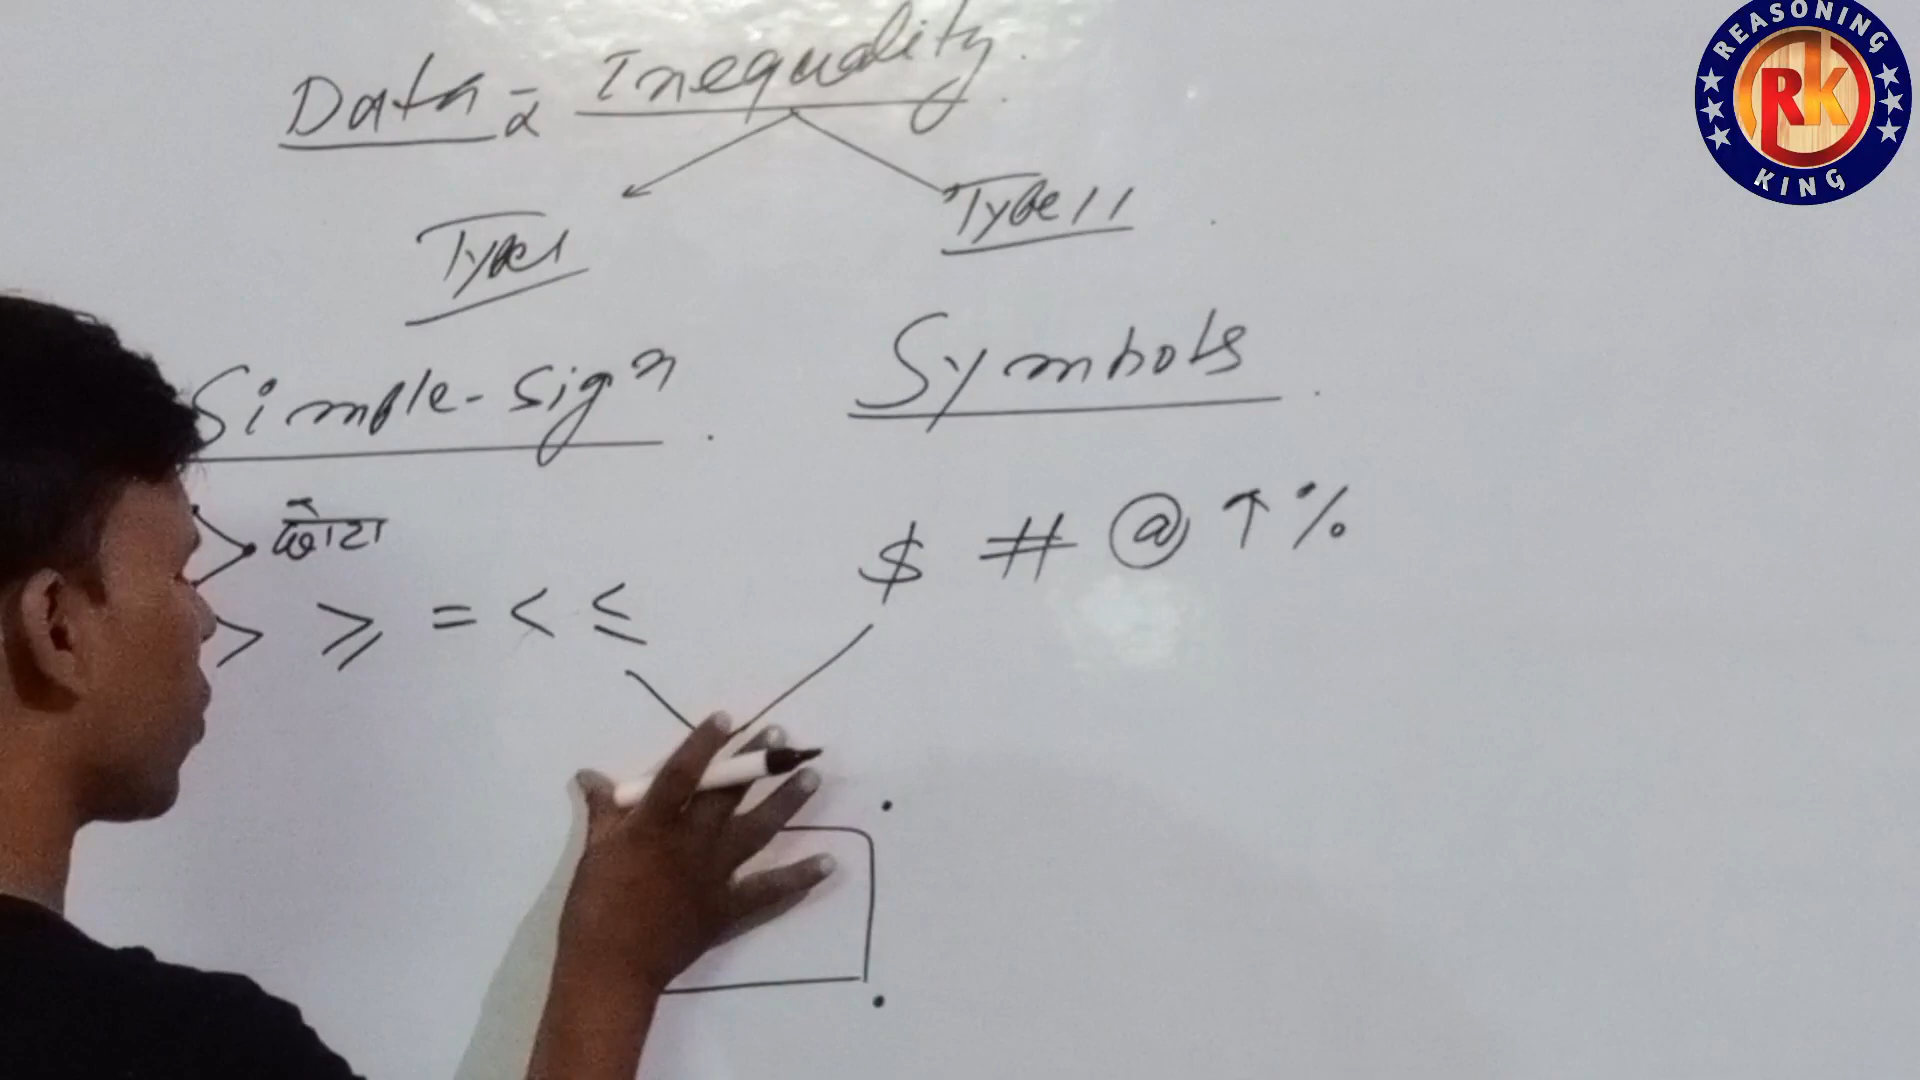 Data = Inequality.
Type I Type II
Simple-Sign. Symbols.
छोटा
> ≥ = < ≤ $ # @ ↑ %
REASONING
RK
KING